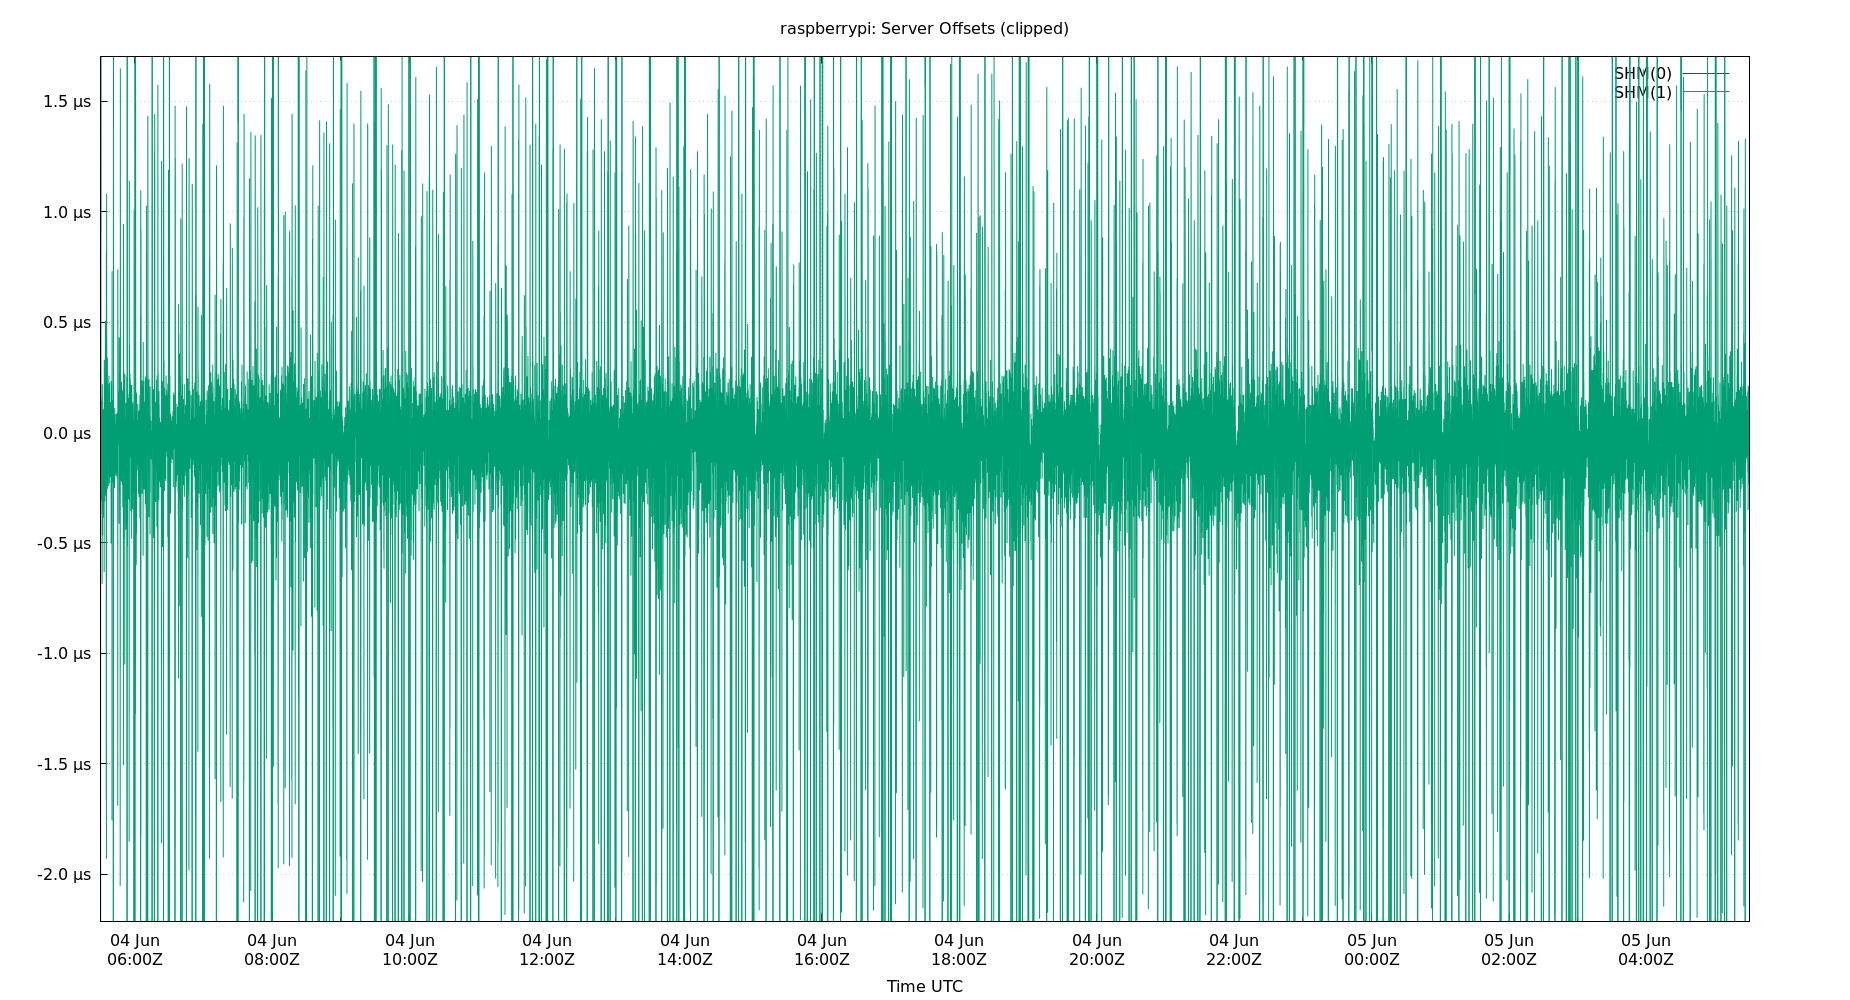 raspberrypi: Server Offsets (clipped)
SHM(0)
SHM(1)
1.5 µs
1.0 µs
0.5 µs
0.0 µs
-0.5 µs
-1.0 µs
-1.5 µs
-2.0 µs
04 Jun 04 Jun 04 Jun 04 Jun 04 Jun 04 Jun 04 Jun 04 Jun 04 Jun 05 Jun 05 Jun 05 Jun
06:00Z 08:00Z 10:00Z 12:00Z 14:00Z 16:00Z 18:00Z 20:00Z 22:00Z 00:00Z 02:00Z 04:00Z
Time UTC